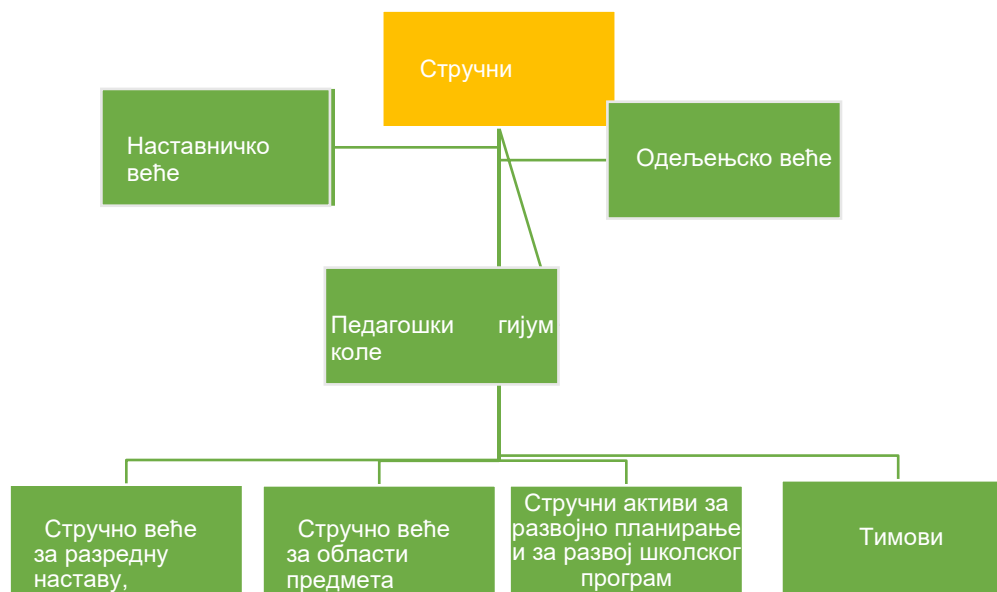 Стручни
Наставничко
веће
Одељењско веће
Педагошки гијум
коле
Стручно веће
за разредну
наставу,
Стручно веће
за области
предмета
Стручни активи за
развојно планирање
и за развој школског
програм
Тимови